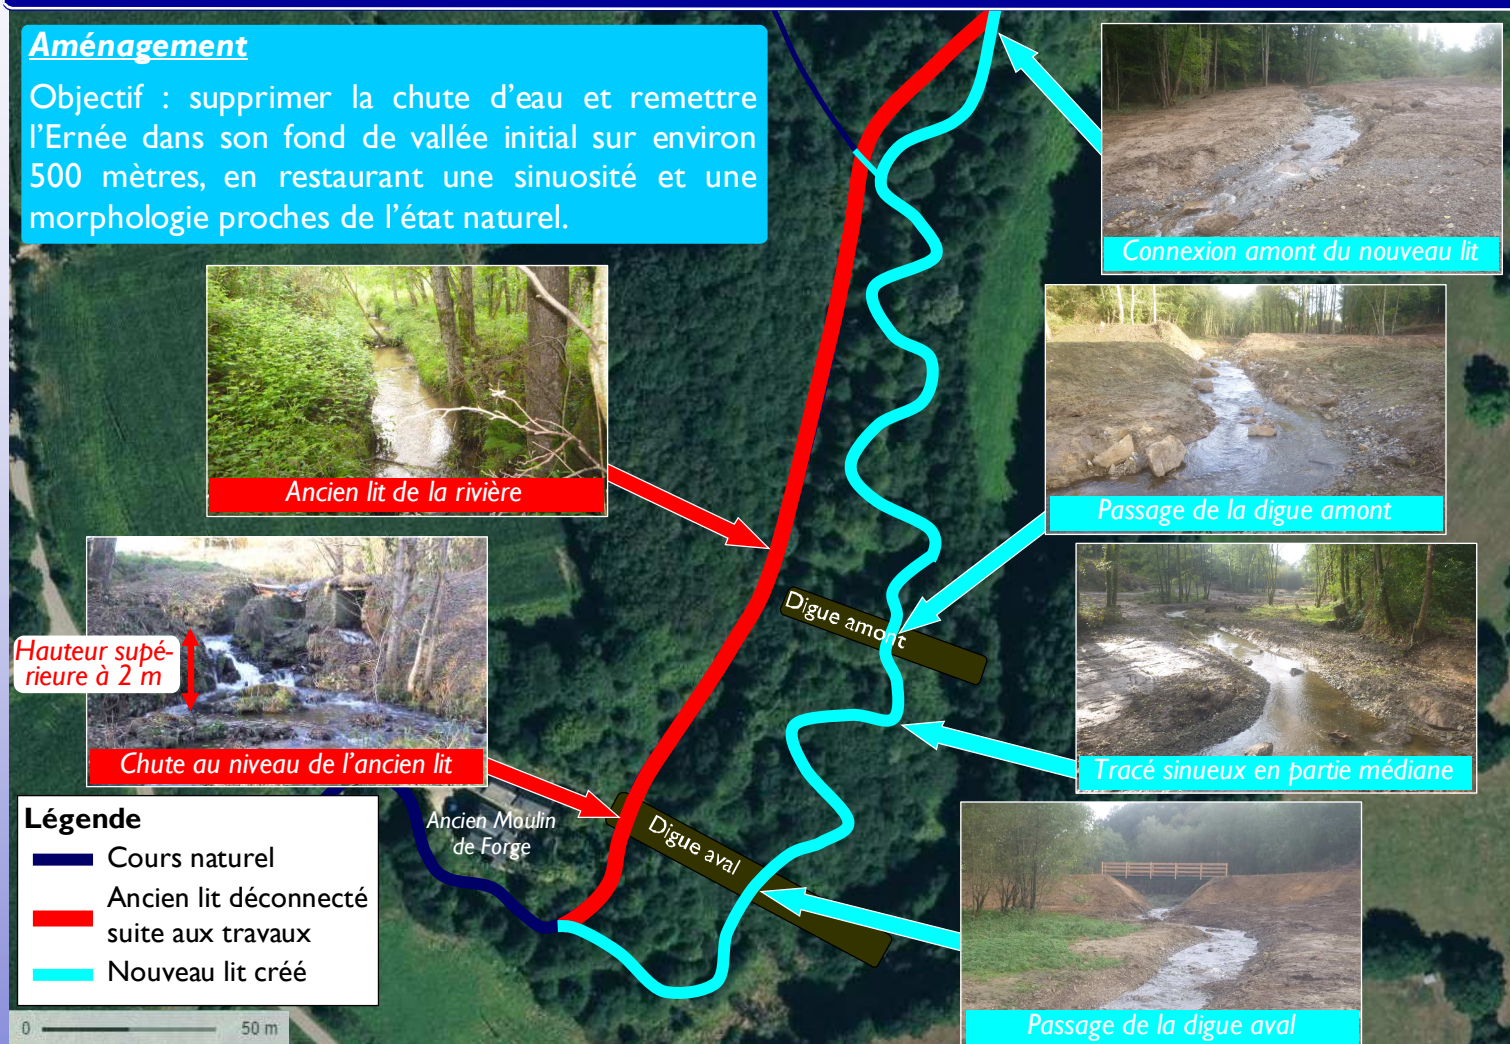 Aménagement
Objectif : supprimer la chute d'eau et remettre
l'Ernée dans son fond de vallée initial sur environ
500 mètres, en restaurant une sinuosité et une
morphologie proches de l'état naturel.
Connexion amont du nouveau lit
Ancien lit de la rivière
Passage de la digue amont
Digue amont
Hauteur supé-
rieure à 2 m
Chute au niveau de l'ancien lit
Tracé sinueux en partie médiane
Ancien Moulin
de Forge
Digue aval
Passage de la digue aval
Légende
Cours naturel
Ancien lit déconnecté
suite aux travaux
Nouveau lit créé
0 50 m